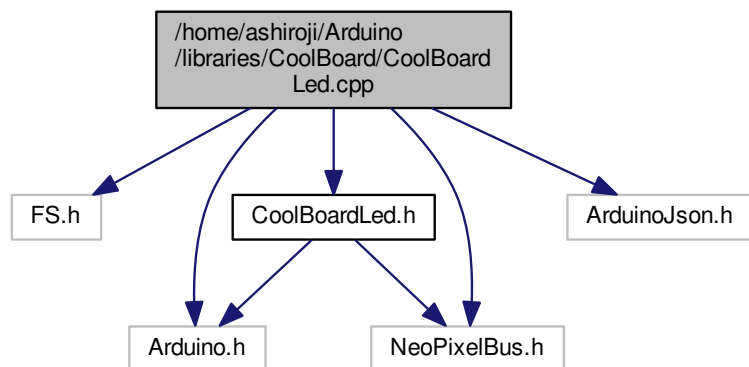 /home/ashiroji/Arduino
/libraries/CoolBoard/CoolBoard
Led.cpp
FS.h
CoolBoardLed.h
ArduinoJson.h
Arduino.h
NeoPixelBus.h